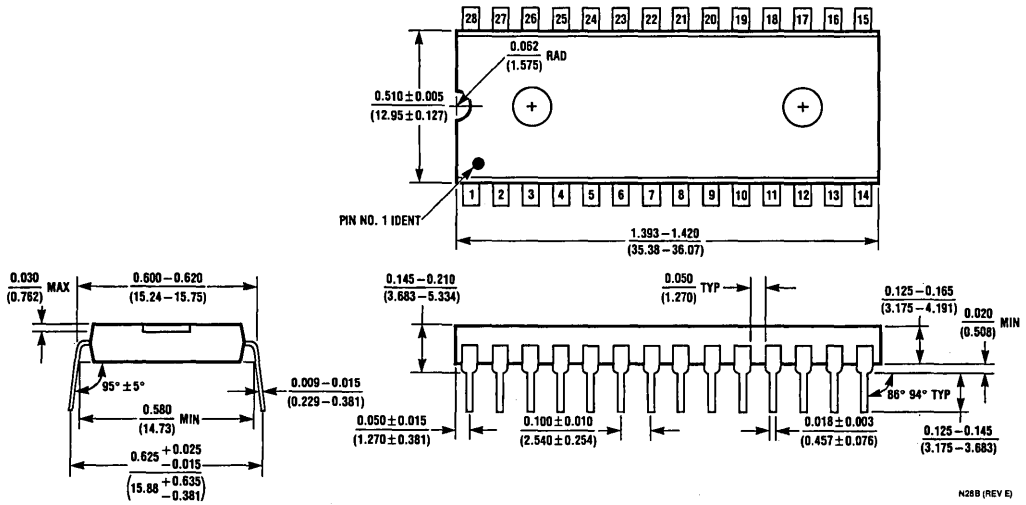 28 27 26 25 24 23 22 21 20 19 18 17 16 15
0.062
(1.575) RAD
0.510 ± 0.005
(12.95 ± 0.127)
1 2 3 4 5 6 7 8 9 10 11 12 13 14
PIN NO. 1 IDENT
1.393 – 1.420
(35.38 – 36.07)
0.030
(0.762) MAX
0.600 – 0.620
(15.24 – 15.75)
0.145 – 0.210
(3.683 – 5.334)
0.050
(1.270) TYP
0.125 – 0.165
(3.175 – 4.191)
0.020
(0.508) MIN
95° ± 5°
0.009 – 0.015
(0.229 – 0.381)
86° 94° TYP
0.580
(14.73) MIN
0.050 ± 0.015
(1.270 ± 0.381)
0.100 ± 0.010
(2.540 ± 0.254)
0.018 ± 0.003
(0.457 ± 0.076)
0.125 – 0.145
(3.175 – 3.683)
0.625 +0.025
–0.015
(15.88 +0.635
–0.381)
N28B (REV E)